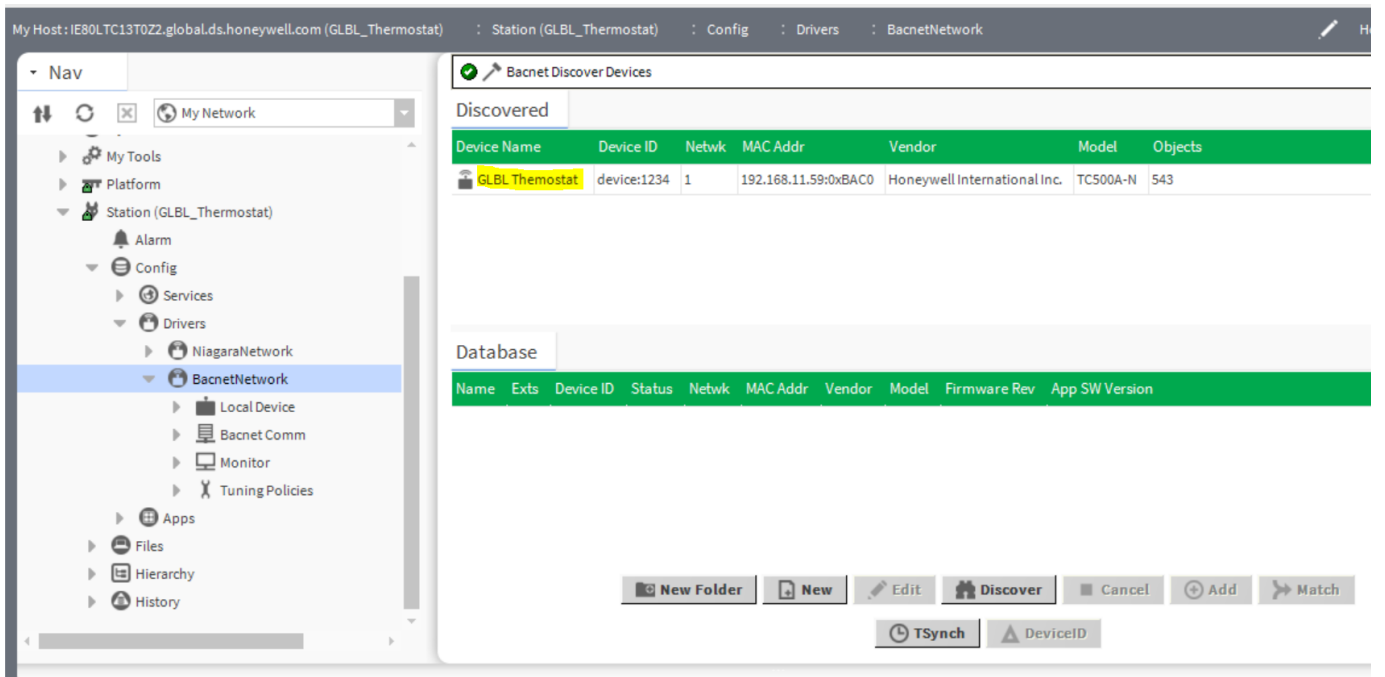 My Host : IE80LTC13T0Z2.global.ds.honeywell.com (GLBL_Thermostat) : Station (GLBL_Thermostat) : Config : Drivers : BacnetNetwork
Nav
My Network
My Tools
Platform
Station (GLBL_Thermostat)
Alarm
Config
Services
Drivers
NiagaraNetwork
BacnetNetwork
Local Device
Bacnet Comm
Monitor
Tuning Policies
Apps
Files
Hierarchy
History
Bacnet Discover Devices
Discovered
Device Name Device ID Netwk MAC Addr Vendor Model Objects
GLBL Themostat device:1234 1 192.168.11.59:0xBAC0 Honeywell International Inc. TC500A-N 543
Database
Name Exts Device ID Status Netwk MAC Addr Vendor Model Firmware Rev App SW Version
New Folder New Edit Discover Cancel Add Match
TSynch DeviceID